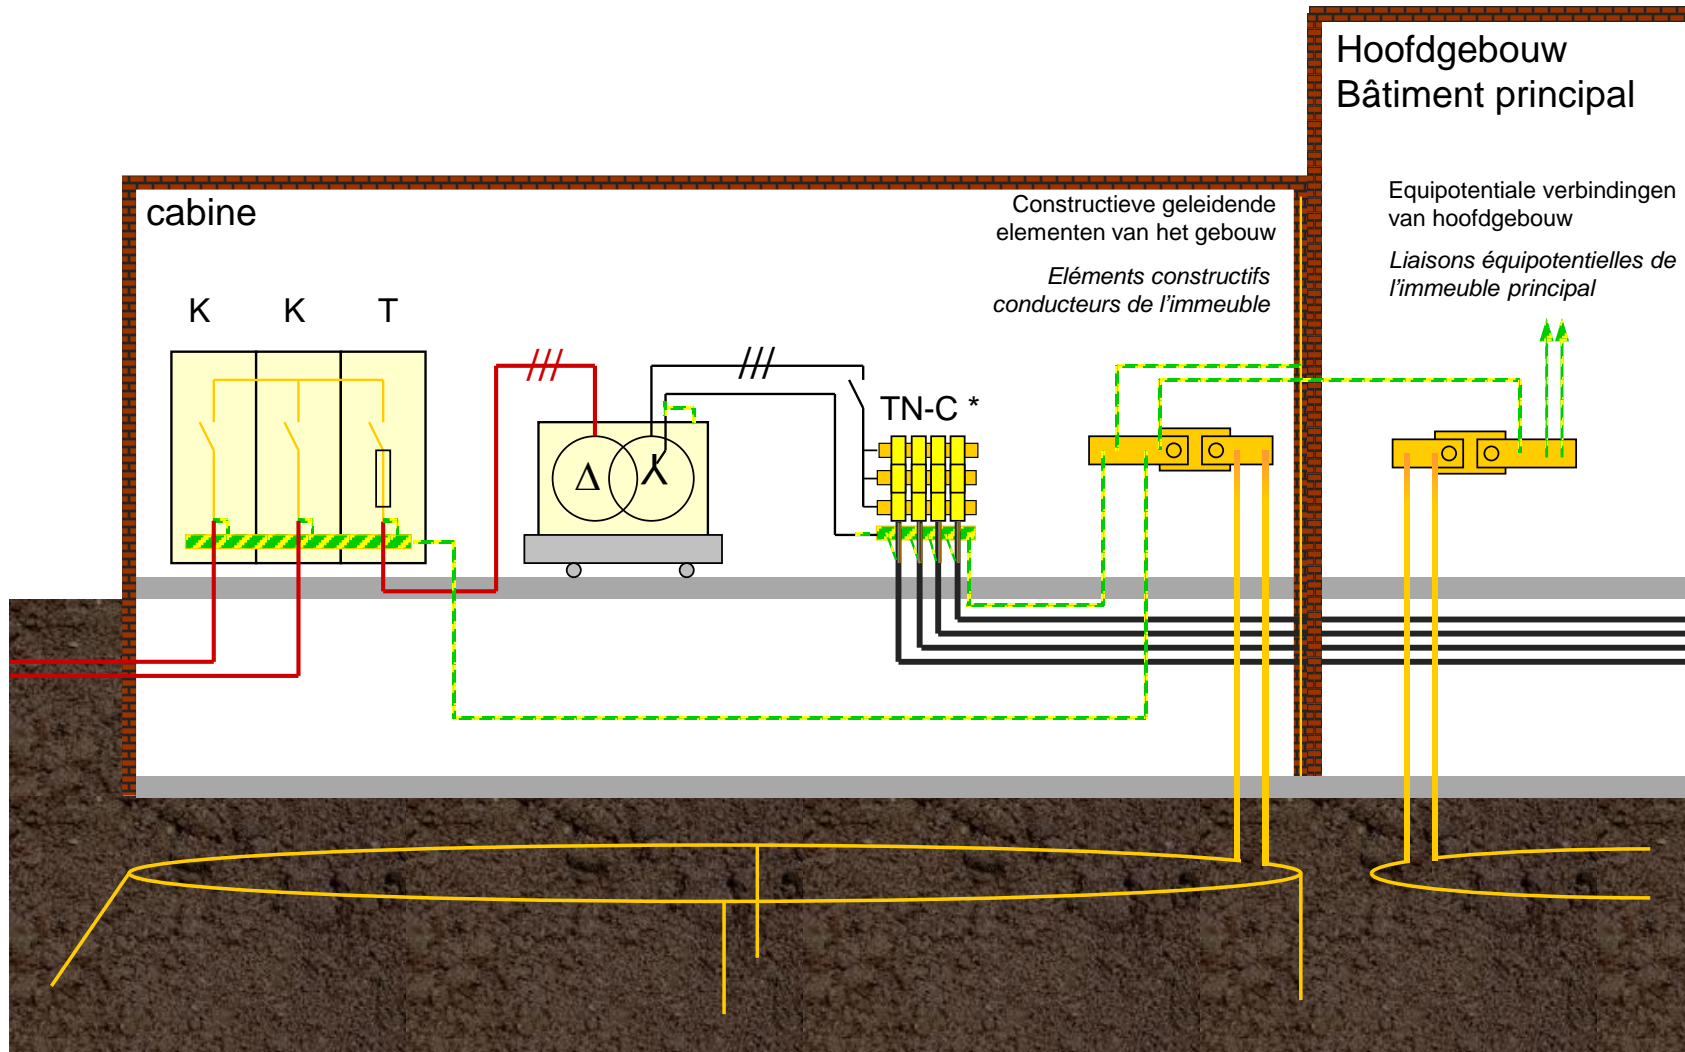 Hoofdgebouw
Bâtiment principal
cabine
Constructieve geleidende
elementen van het gebouw
Eléments constructifs
conducteurs de l'immeuble
Equipotentiale verbindingen
van hoofdgebouw
Liaisons équipotentielles de
l'immeuble principal
K K T
TN-C *
Δ